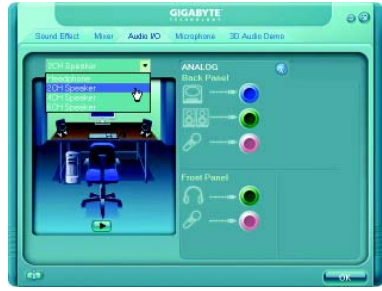 GIGABYTE
TECHNOLOGY
Sound Effect Mixer Audio I/O Microphone 3D Audio Demo
2CH Speaker
Headphone
2CH Speaker
4CH Speaker
6CH Speaker
ANALOG
Back Panel
Front Panel
OK